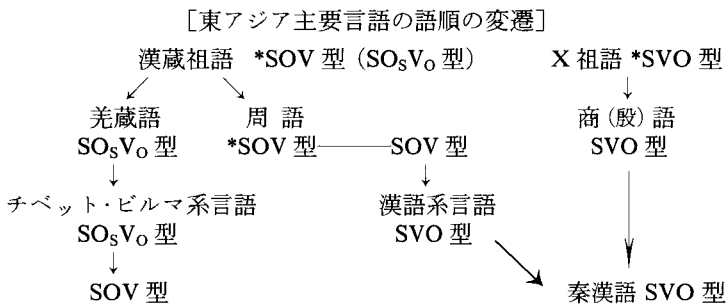 ［東アジア主要言語の語順の変遷］
漢蔵祖語 *SOV 型（SOsVo 型） X 祖語 *SVO 型
羌蔵語 周 語 商（殷）語
SOsVo 型 *SOV 型 SOV 型 SVO 型
チベット・ビルマ系言語 漢語系言語
SOsVo 型 SVO 型
SOV 型 秦漢語 SVO 型